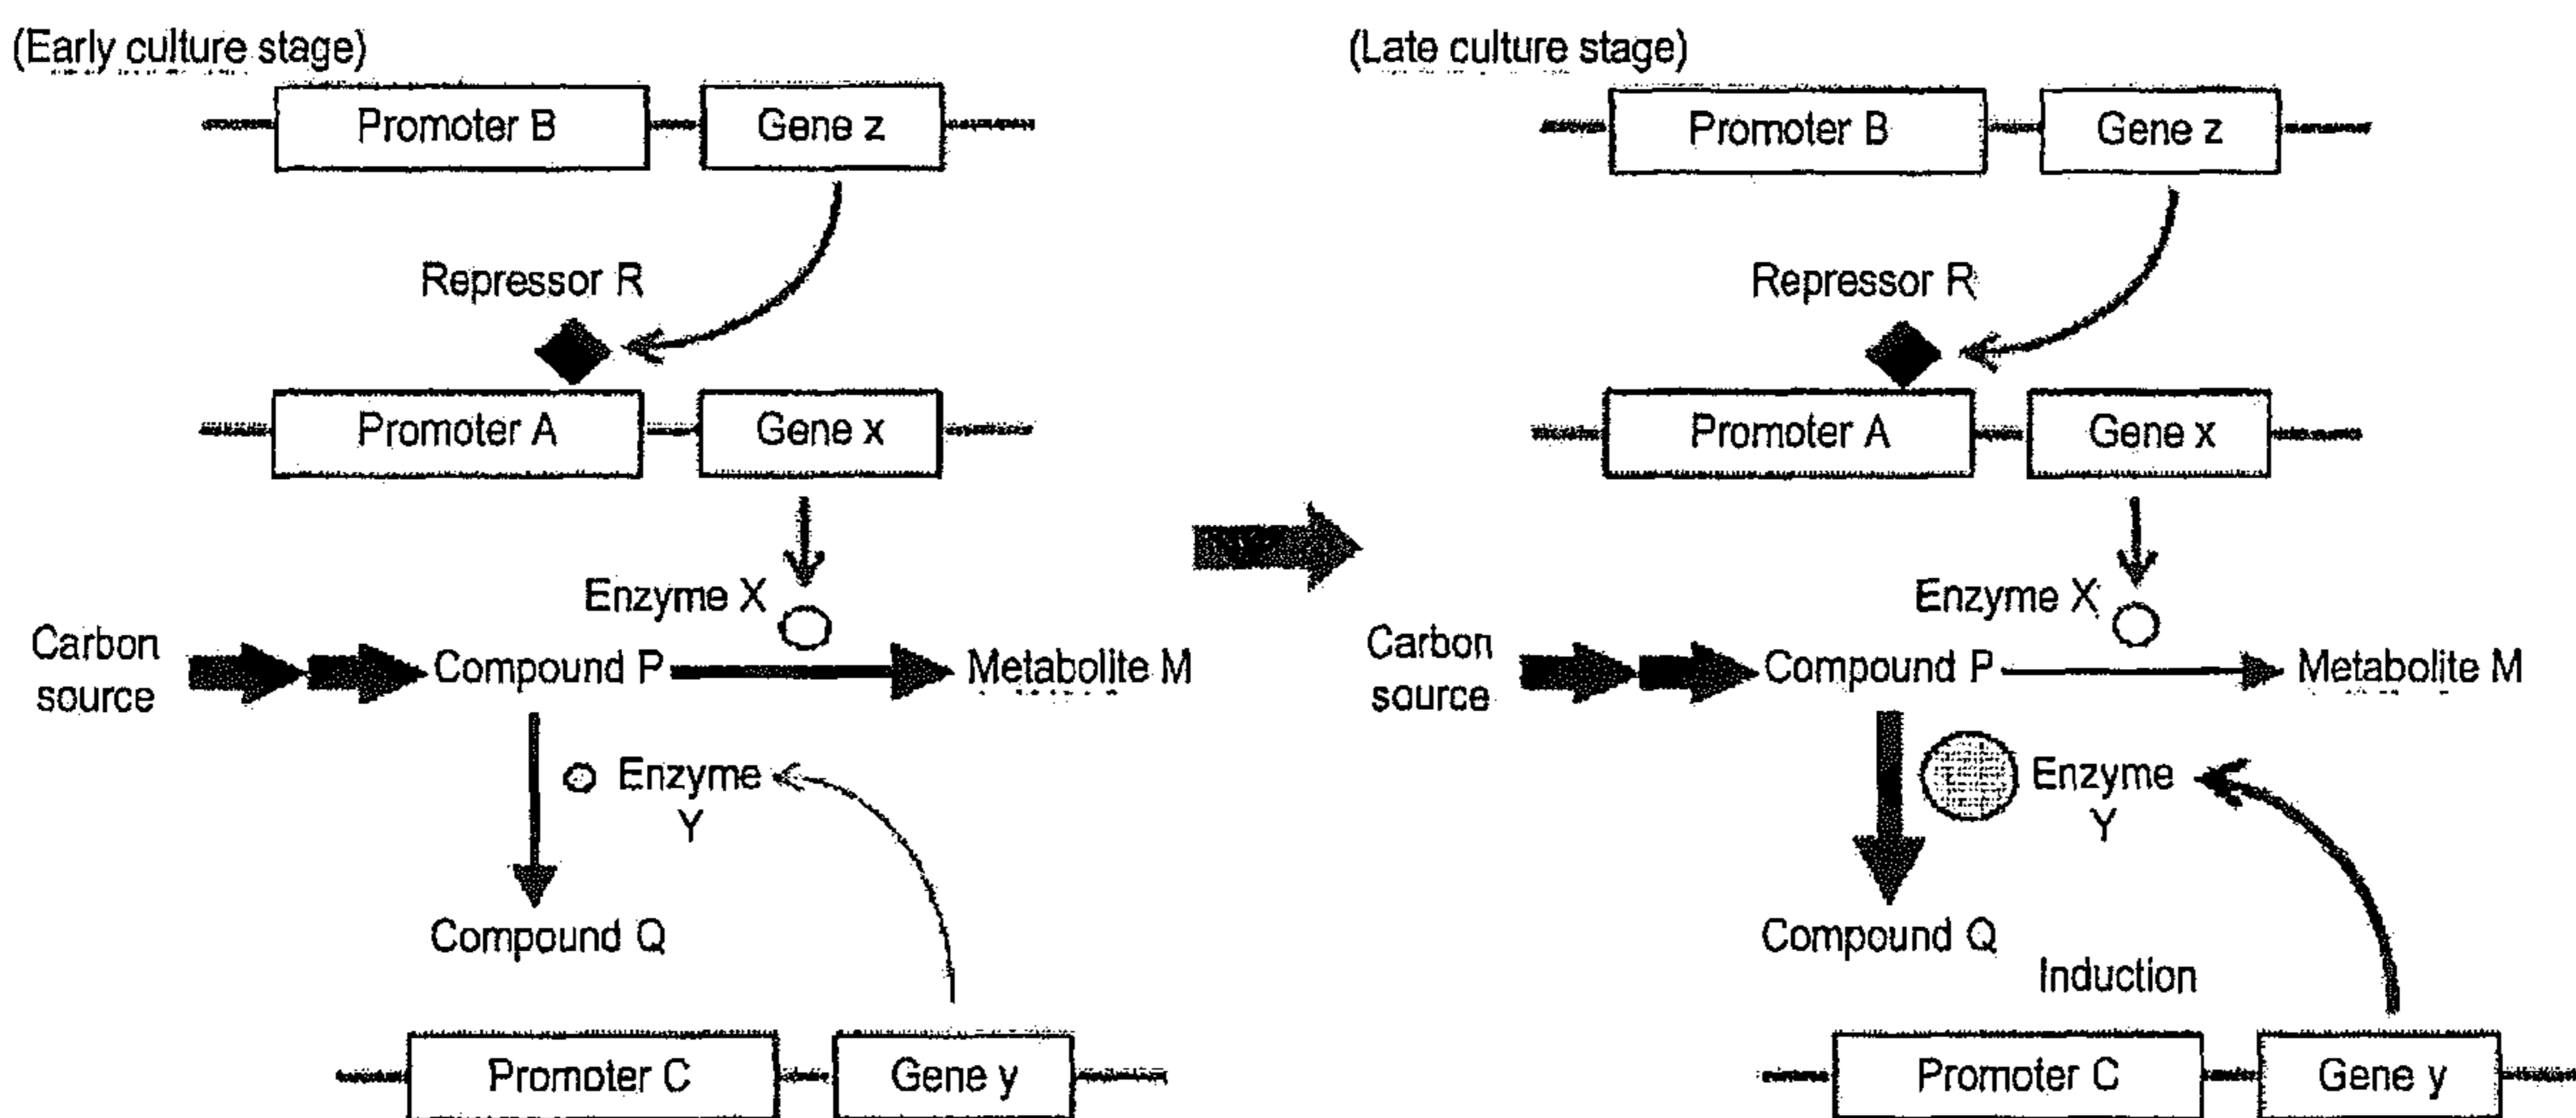 (Early culture stage)
Promoter B
Gene z
Repressor R
Promoter A
Gene x
Enzyme X
Carbon
source
Compound P
Metabolite M
Enzyme
Y
Compound Q
Promoter C
Gene y
(Late culture stage)
Promoter B
Gene z
Repressor R
Promoter A
Gene x
Enzyme X
Carbon
source
Compound P
Metabolite M
Enzyme
Y
Compound Q
Induction
Promoter C
Gene y